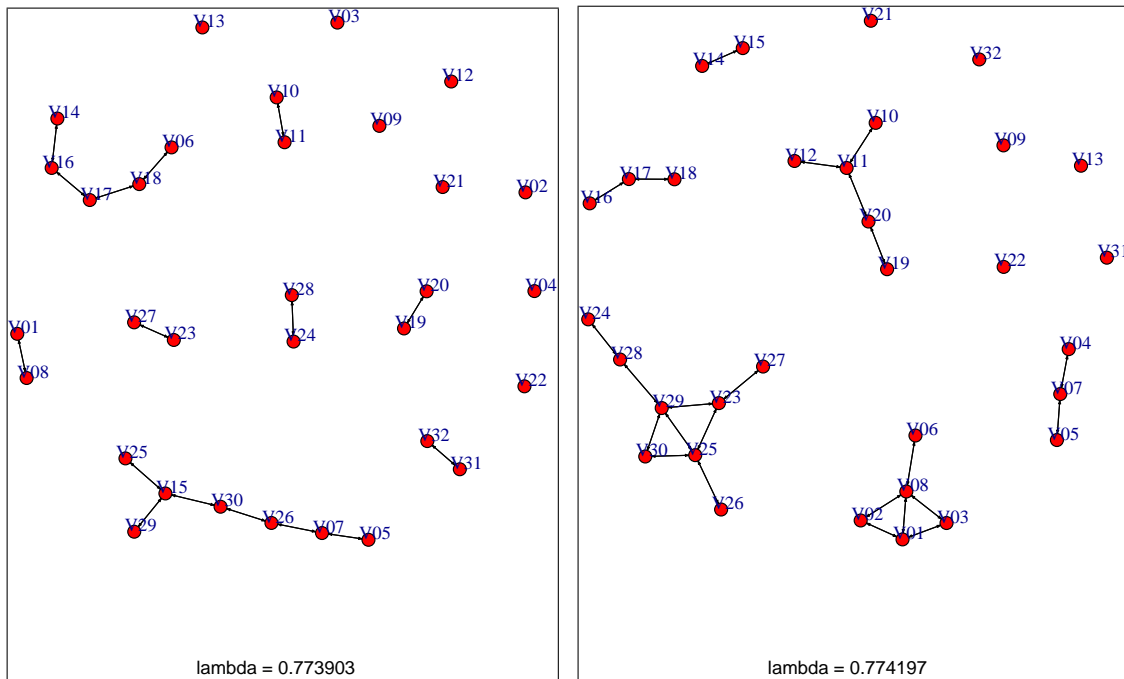 V13
V03
V12
V10
V14
V09
V11
V06
V16
V18
V17
V21
V02
V28
V20
V04
V27
V01
V23
V24
V19
V08
V22
V32
V25
V31
V15
V30
V29
V26
V07
V05
lambda = 0.773903
V21
V15
V14
V32
V10
V09
V12
V11
V13
V17
V18
V16
V20
V22
V19
V31
V24
V04
V28
V27
V29
V23
V07
V06
V30
V25
V05
V08
V26
V02
V03
V01
lambda = 0.774197